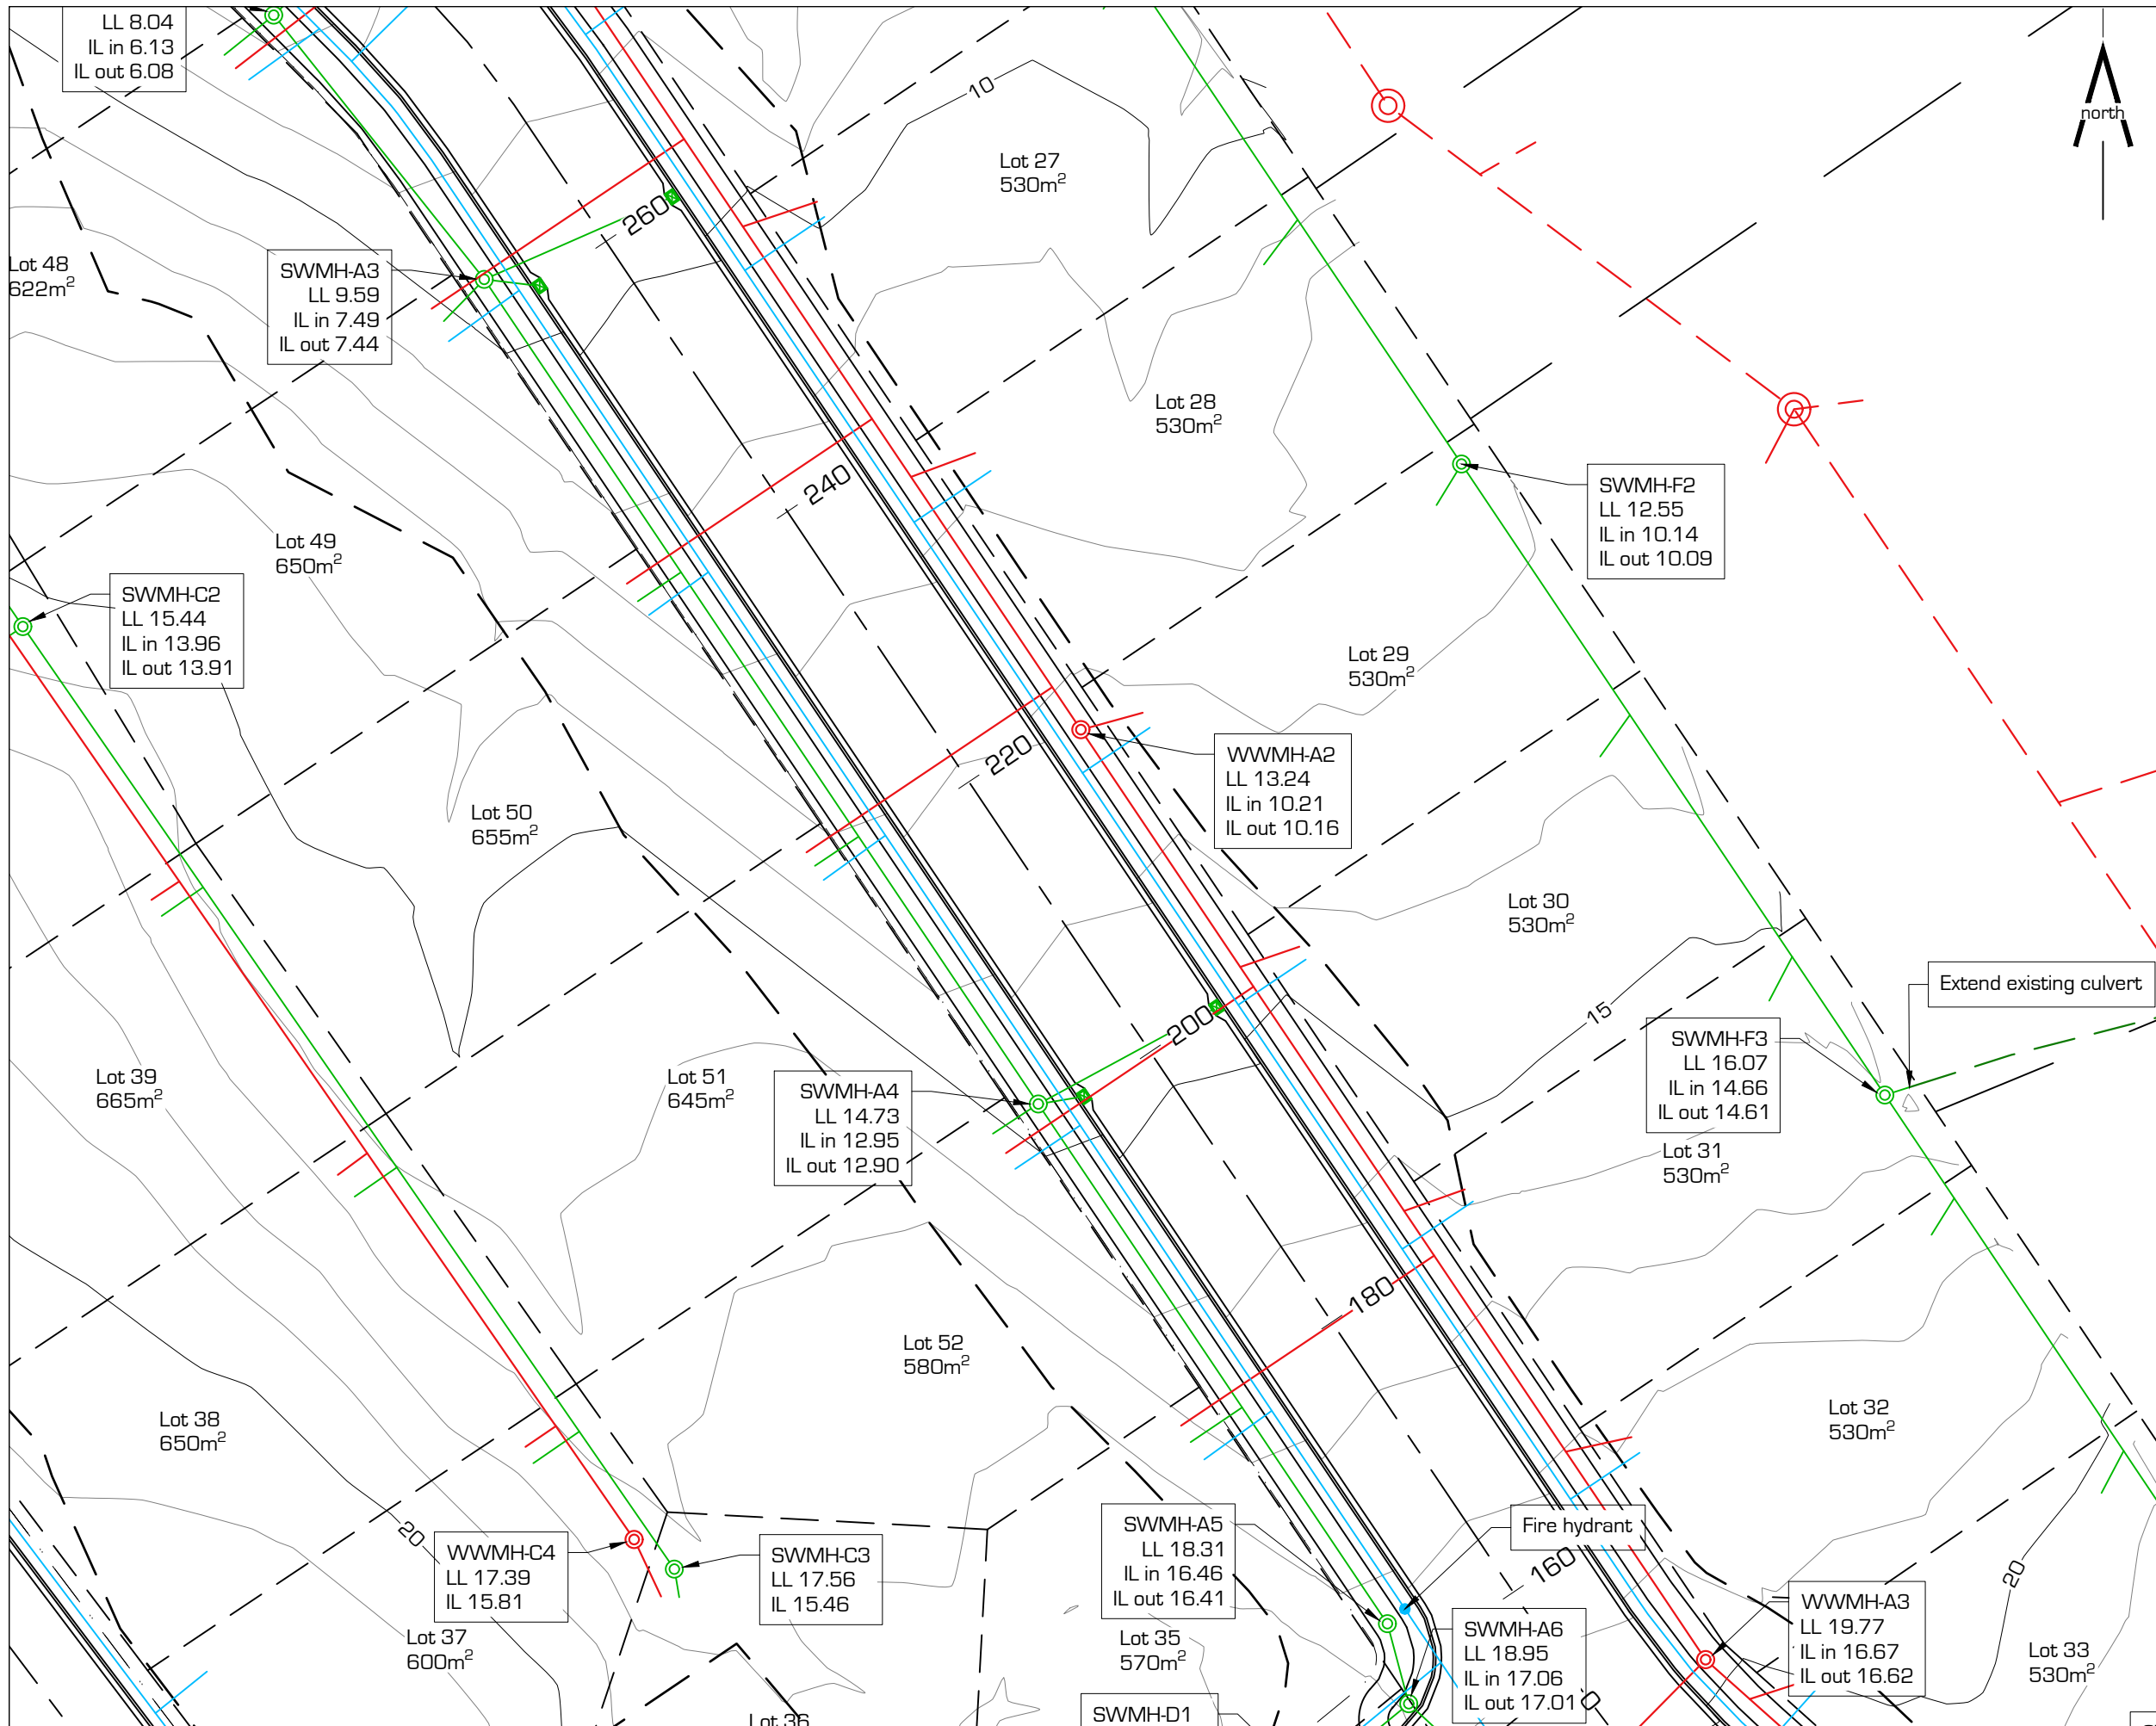 LL 8.04
IL in 6.13
IL out 6.08
10
north
Lot 27
530m²
260
Lot 48
622m²
SWMH-A3
LL 9.59
IL in 7.49
IL out 7.44
Lot 28
530m²
240
SWMH-F2
LL 12.55
IL in 10.14
IL out 10.09
Lot 49
650m²
SWMH-C2
LL 15.44
IL in 13.96
IL out 13.91
Lot 29
530m²
220
WWMH-A2
LL 13.24
IL in 10.21
IL out 10.16
Lot 50
655m²
Lot 30
530m²
Extend existing culvert
15
200
SWMH-F3
LL 16.07
IL in 14.66
IL out 14.61
Lot 39
665m²
Lot 51
645m²
SWMH-A4
LL 14.73
IL in 12.95
IL out 12.90
Lot 31
530m²
180
Lot 52
580m²
Lot 38
650m²
Lot 32
530m²
20
WWMH-C4
LL 17.39
IL 15.81
SWMH-C3
LL 17.56
IL 15.46
SWMH-A5
LL 18.31
IL in 16.46
IL out 16.41
Fire hydrant
160
20
SWMH-A6
LL 18.95
IL in 17.06
IL out 17.01
WWMH-A3
LL 19.77
IL in 16.67
IL out 16.62
Lot 37
600m²
Lot 35
570m²
Lot 33
530m²
Lot 36
SWMH-D1